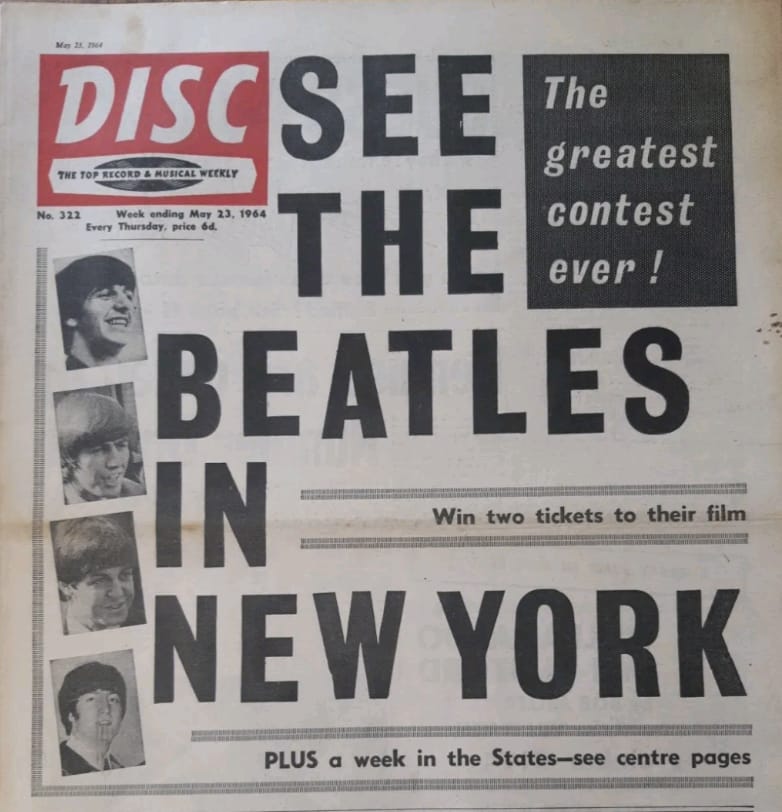 May 23, 1964
DISC
THE TOP RECORD & MUSICAL WEEKLY
No. 322 Week ending May 23, 1964
Every Thursday, price 6d.
SEE
THE
BEATLES
IN
NEW YORK
The
greatest
contest
ever !
Win two tickets to their film
PLUS a week in the States—see centre pages